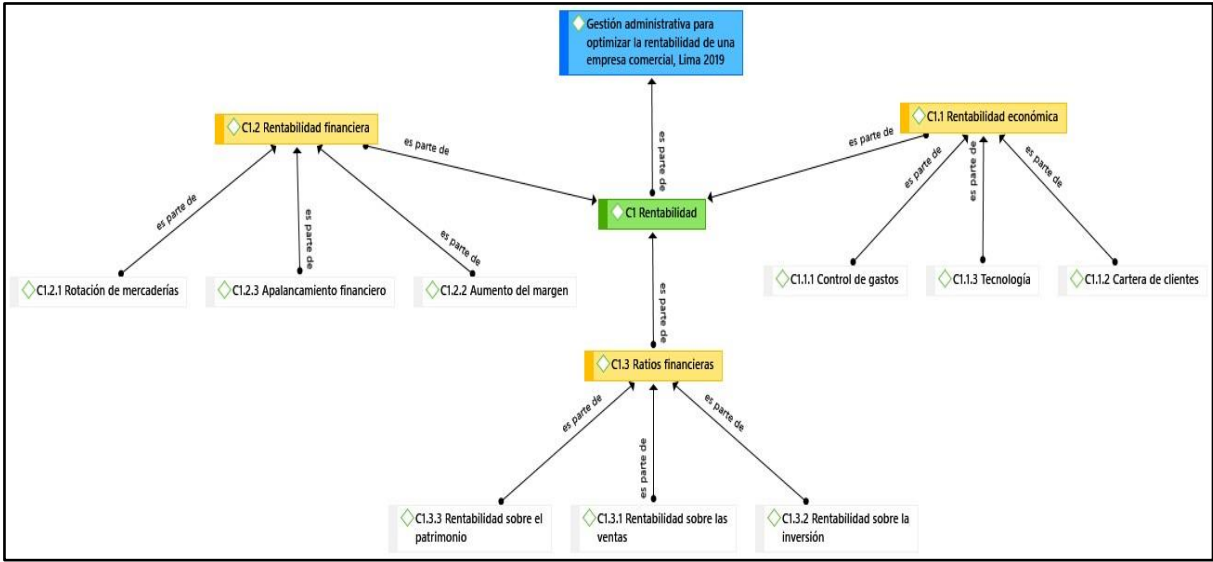 Gestión administrativa para
optimizar la rentabilidad de una
empresa comercial, Lima 2019
C1.2 Rentabilidad financiera
C1.1 Rentabilidad económica
es parte de
es parte de
es parte de
es parte de
es parte de
es parte de
es parte de
es parte de
es parte de
C1 Rentabilidad
C1.2.1 Rotación de mercaderías
C1.2.3 Apalancamiento financiero
C1.2.2 Aumento del margen
C1.1.1 Control de gastos
C1.1.3 Tecnología
C1.1.2 Cartera de clientes
es parte de
C1.3 Ratios financieras
es parte de
es parte de
es parte de
C1.3.3 Rentabilidad sobre el
patrimonio
C1.3.1 Rentabilidad sobre las
ventas
C1.3.2 Rentabilidad sobre la
inversión